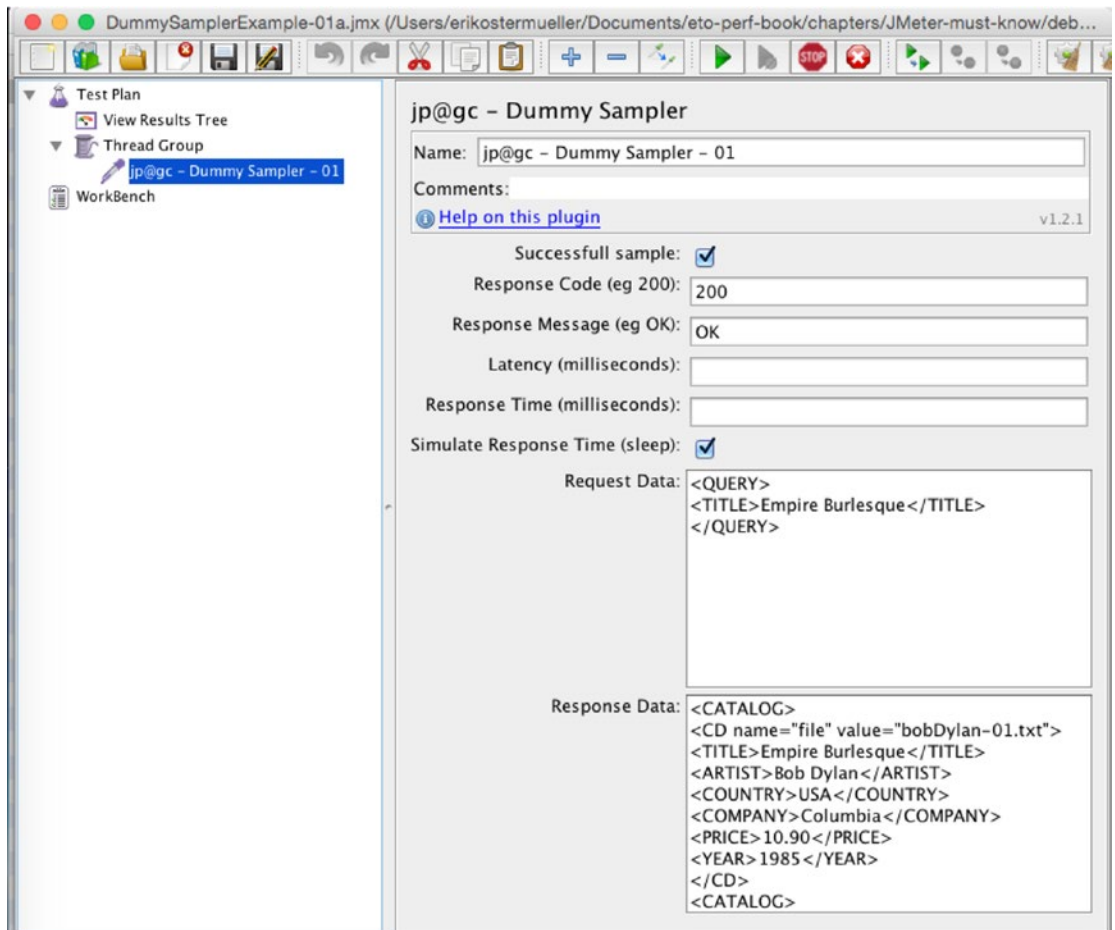 DummySamplerExample-01a.jmx (/Users/erikostermueller/Documents/eto-perf-book/chapters/JMeter-must-know/deb...
STOP
Test Plan
View Results Tree
Thread Group
jp@gc - Dummy Sampler - 01
WorkBench
jp@gc - Dummy Sampler
Name: jp@gc - Dummy Sampler - 01
Comments:
Help on this plugin v1.2.1
Successfull sample:
Response Code (eg 200): 200
Response Message (eg OK): OK
Latency (milliseconds):
Response Time (milliseconds):
Simulate Response Time (sleep):
Request Data: <QUERY>
<TITLE>Empire Burlesque</TITLE>
</QUERY>
Response Data: <CATALOG>
<CD name="file" value="bobDylan-01.txt">
<TITLE>Empire Burlesque</TITLE>
<ARTIST>Bob Dylan</ARTIST>
<COUNTRY>USA</COUNTRY>
<COMPANY>Columbia</COMPANY>
<PRICE>10.90</PRICE>
<YEAR>1985</YEAR>
</CD>
<CATALOG>